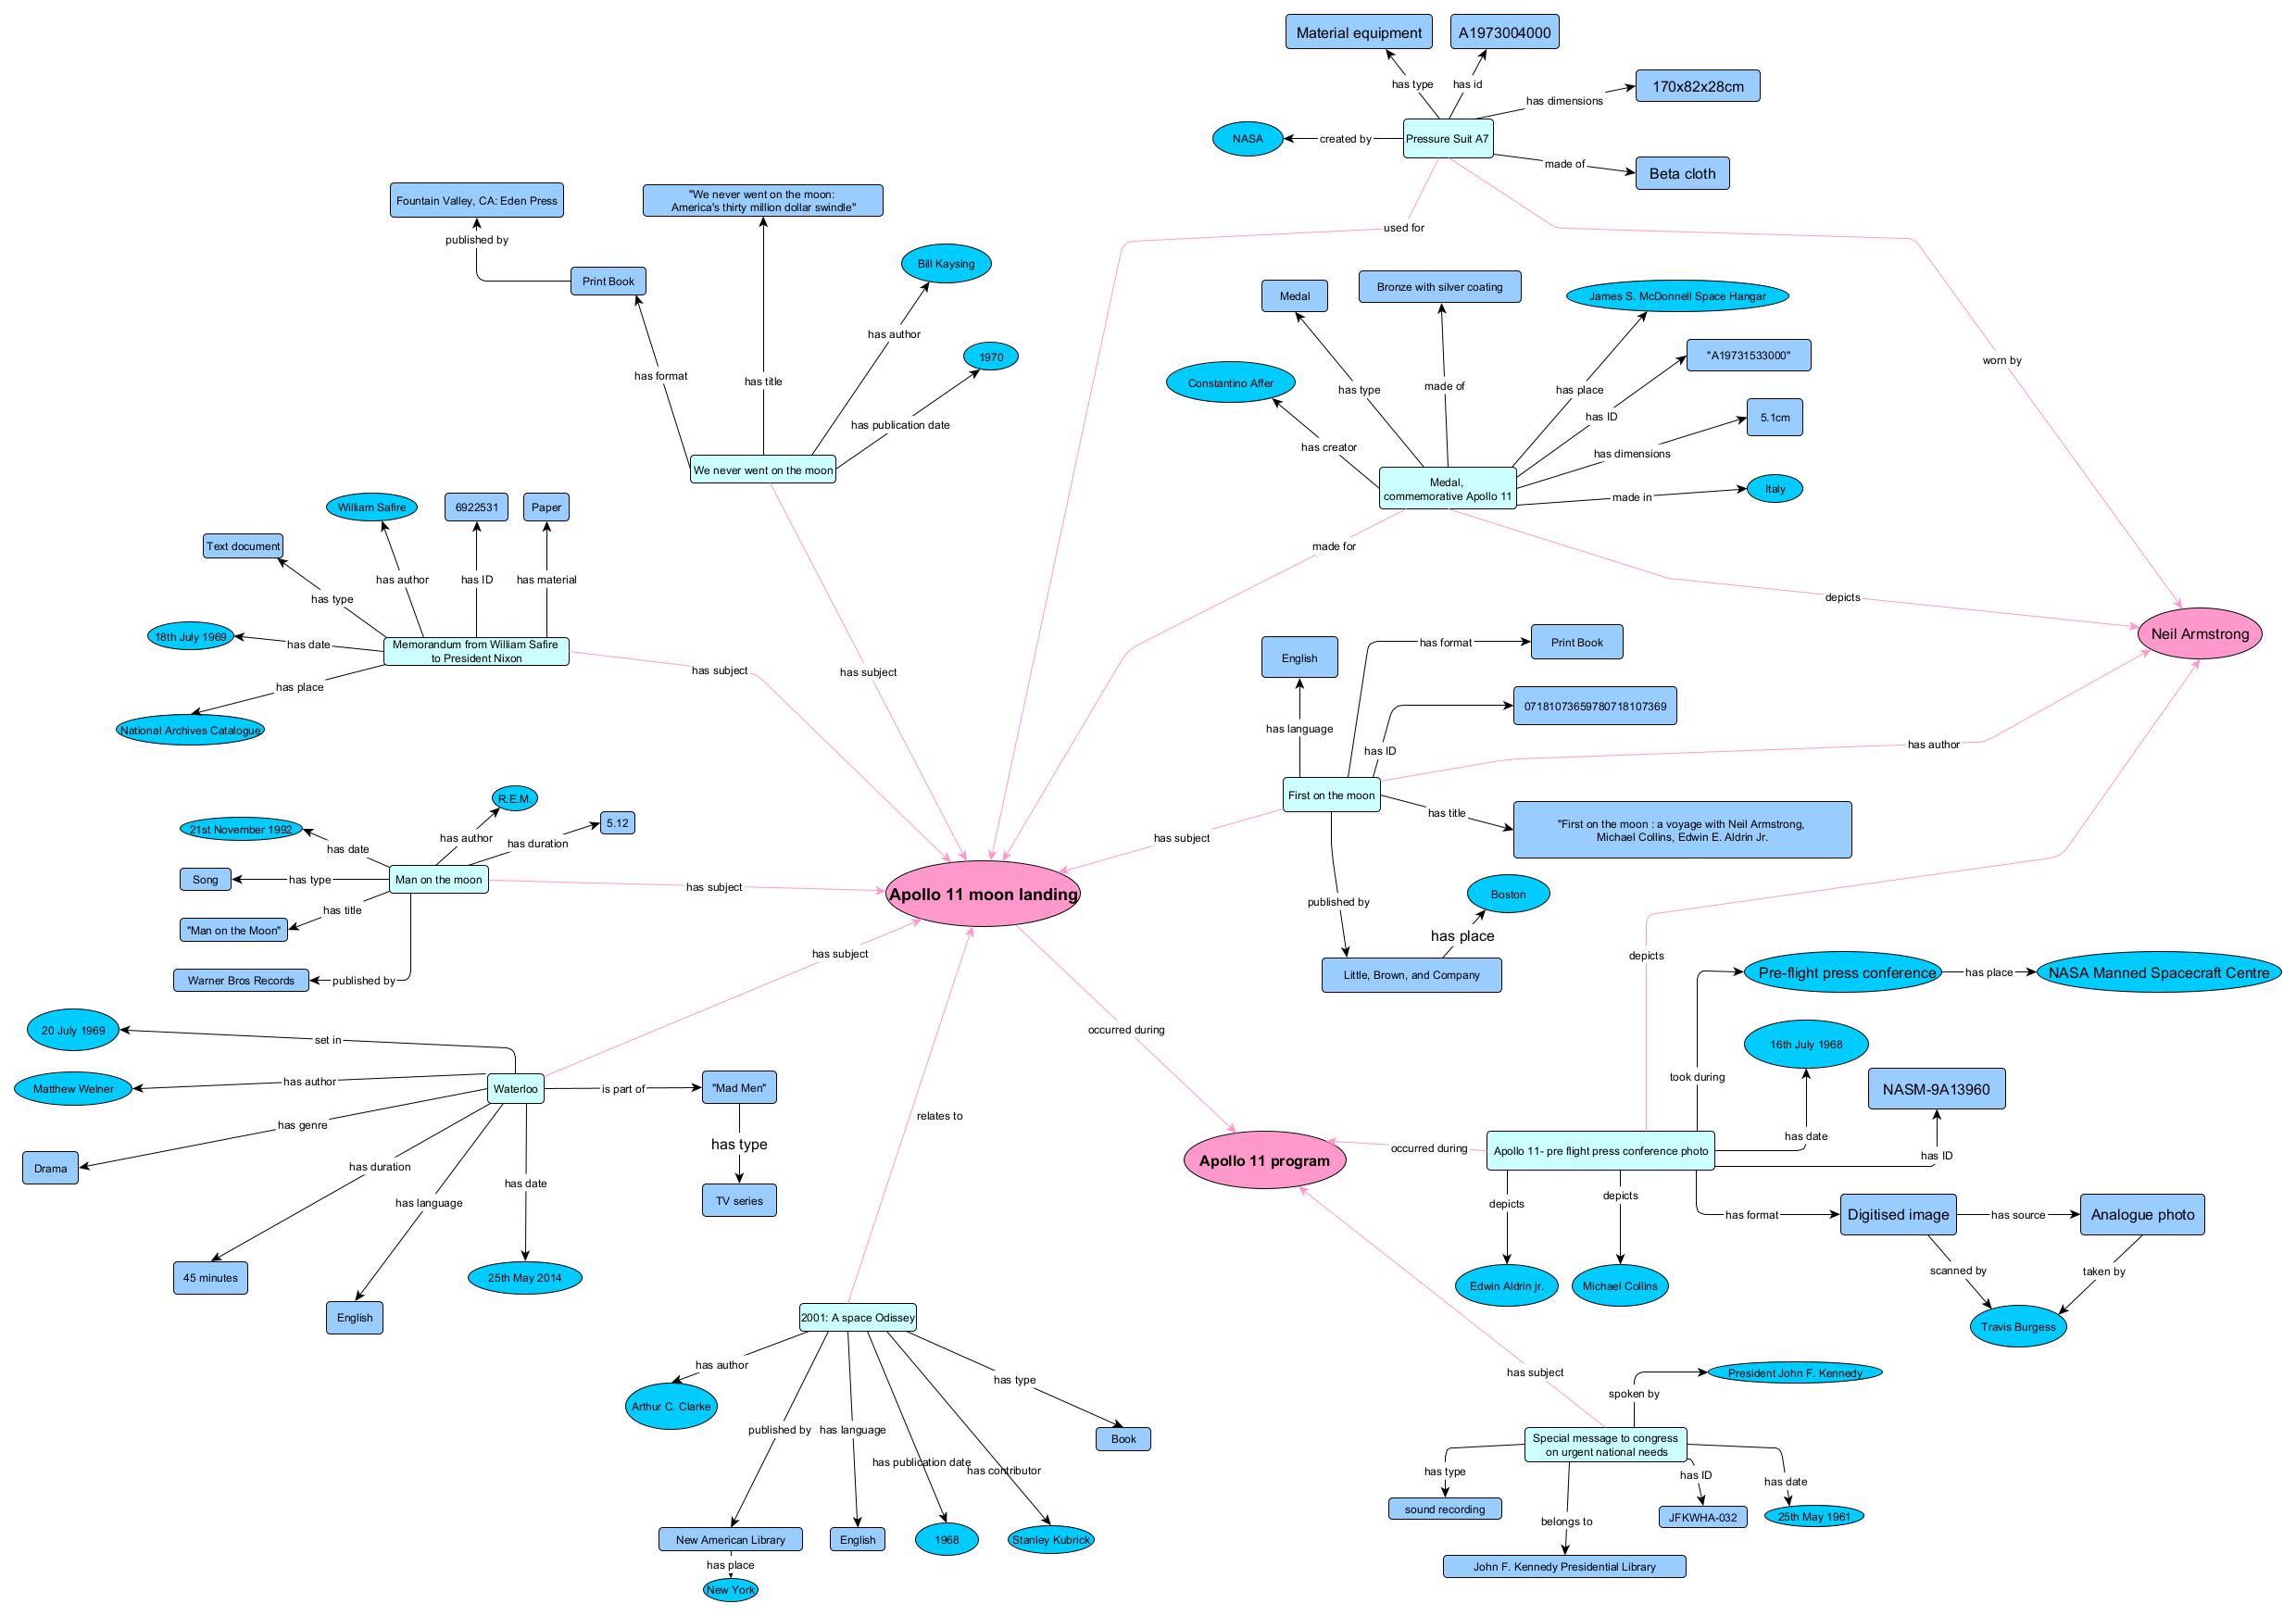 Material equipment
A1973004000
has type
has id
170x82x28cm
has dimensions
NASA
created by
Pressure Suit A7
made of
Beta cloth
used for
worn by
Fountain Valley, CA: Eden Press
"We never went on the moon:
America's thirty million dollar swindle"
published by
Print Book
Bill Kaysing
has author
1970
has format
has title
has publication date
We never went on the moon
has subject
Medal
Bronze with silver coating
James S. McDonnell Space Hangar
"A19731533000"
Constantino Affer
has type
made of
has place
has ID
5.1cm
has creator
has dimensions
Medal,
commemorative Apollo 11
made in
Italy
made for
depicts
Neil Armstrong
William Safire
6922531
Paper
Text document
has author
has ID
has material
has type
18th July 1969
has date
Memorandum from William Safire
to President Nixon
has subject
has place
National Archives Catalogue
English
has format
Print Book
07181073659780718107369
has language
has ID
has author
First on the moon
has title
"First on the moon : a voyage with Neil Armstrong,
Michael Collins, Edwin E. Aldrin Jr.
has subject
published by
Boston
has place
Little, Brown, and Company
R.E.M.
21st November 1992
has author
5.12
has date
has duration
Song
has type
Man on the moon
has subject
has title
"Man on the Moon"
Warner Bros Records
published by
Apollo 11 moon landing
has subject
occurred during
relates to
20 July 1969
set in
Matthew Weiner
has author
Waterloo
is part of
"Mad Men"
has genre
has type
Drama
has duration
has date
has language
TV series
45 minutes
25th May 2014
English
depicts
Pre-flight press conference
has place
NASA Manned Spacecraft Centre
16th July 1968
took during
NASM-9A13960
has date
Apollo 11 program
occurred during
Apollo 11- pre flight press conference photo
has ID
depicts
depicts
has format
Digitised image
has source
Analogue photo
Edwin Aldrin jr.
Michael Collins
scanned by
taken by
Travis Burgess
2001: A space Odissey
has author
has type
Arthur C. Clarke
published by
has language
has publication date
has contributor
Book
New American Library
English
1968
Stanley Kubrick
has place
New York
has subject
President John F. Kennedy
spoken by
Special message to congress
on urgent national needs
has type
has ID
has date
sound recording
JFKWHA-032
25th May 1961
belongs to
John F. Kennedy Presidential Library